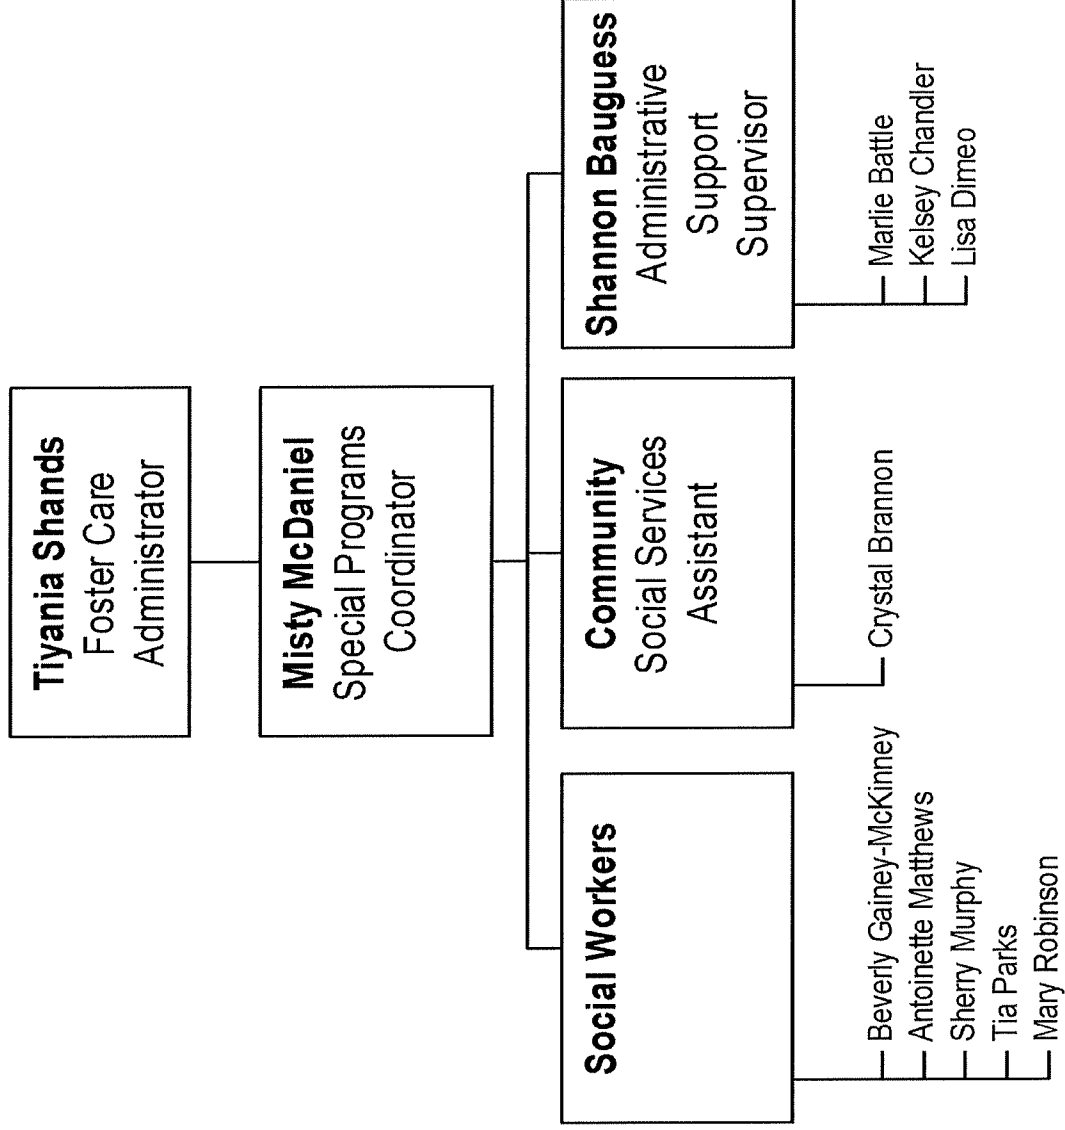 Tiyania Shands
Foster Care
Administrator
Misty McDaniel
Special Programs
Coordinator
Social Workers
Beverly Gainey-McKinney
Antoinette Matthews
Sherry Murphy
Tia Parks
Mary Robinson
Community
Social Services
Assistant
Crystal Brannon
Shannon Bauguess
Administrative
Support
Supervisor
Marlie Battle
Kelsey Chandler
Lisa Dimeo